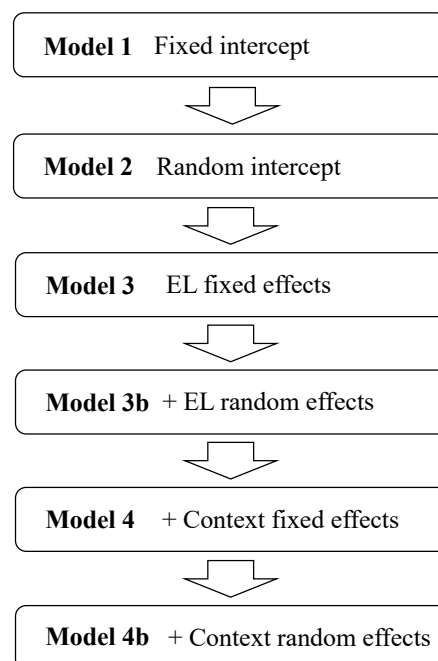 Model 1 Fixed intercept
Model 2 Random intercept
Model 3 EL fixed effects
Model 3b + EL random effects
Model 4 + Context fixed effects
Model 4b + Context random effects